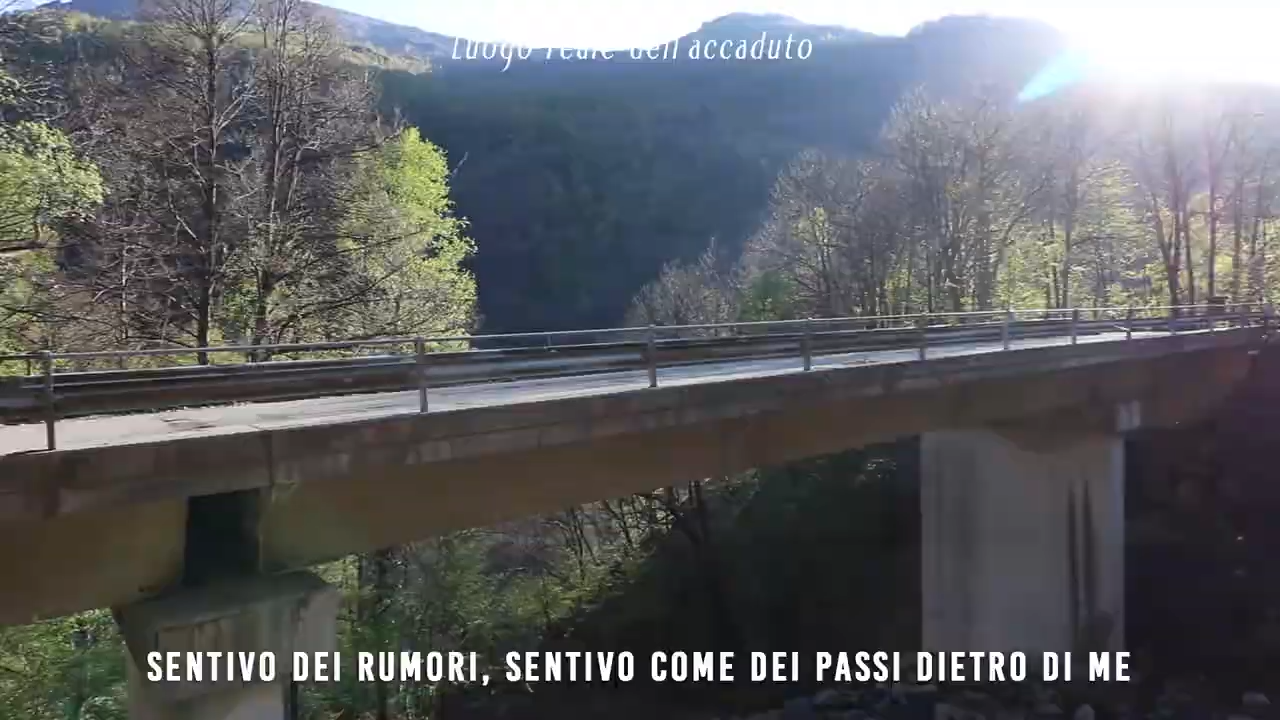 Luogo reale dell'accaduto
SENTIVO DEI RUMORI, SENTIVO COME DEI PASSI DIETRO DI ME